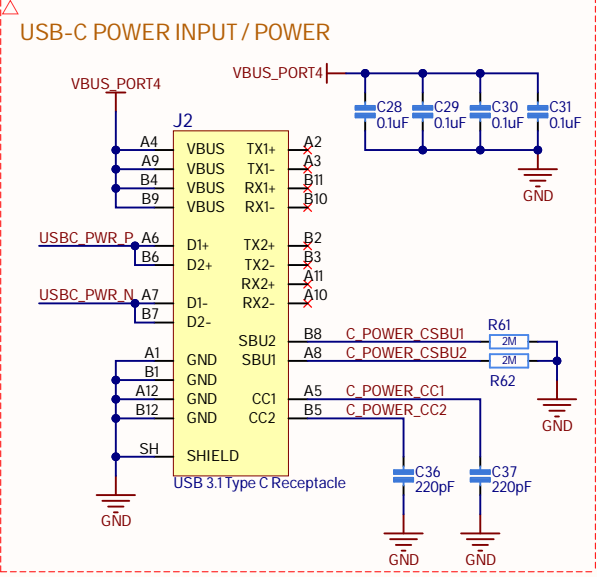 USB-C POWER INPUT / POWER
VBUS_PORT4
VBUS_PORT4
C28 0.1uF
C29 0.1uF
C30 0.1uF
C31 0.1uF
GND
J2
A4 VBUS TX1+ A2
A9 VBUS TX1- A3
B4 VBUS RX1+ B11
B9 VBUS RX1- B10
USBC_PWR_P A6 D1+ TX2+ B2
B6 D2+ TX2- B3
RX2+ A11
USBC_PWR_N A7 D1- RX2- A10
B7 D2-
SBU2 B8 C_POWER_CSBU1 R61 2M
A1 GND SBU1 A8 C_POWER_CSBU2 2M R62
B1 GND
A12 GND CC1 A5 C_POWER_CC1
B12 GND CC2 B5 C_POWER_CC2
GND
SH SHIELD
USB 3.1 Type C Receptacle
C36 220pF
C37 220pF
GND
GND
GND